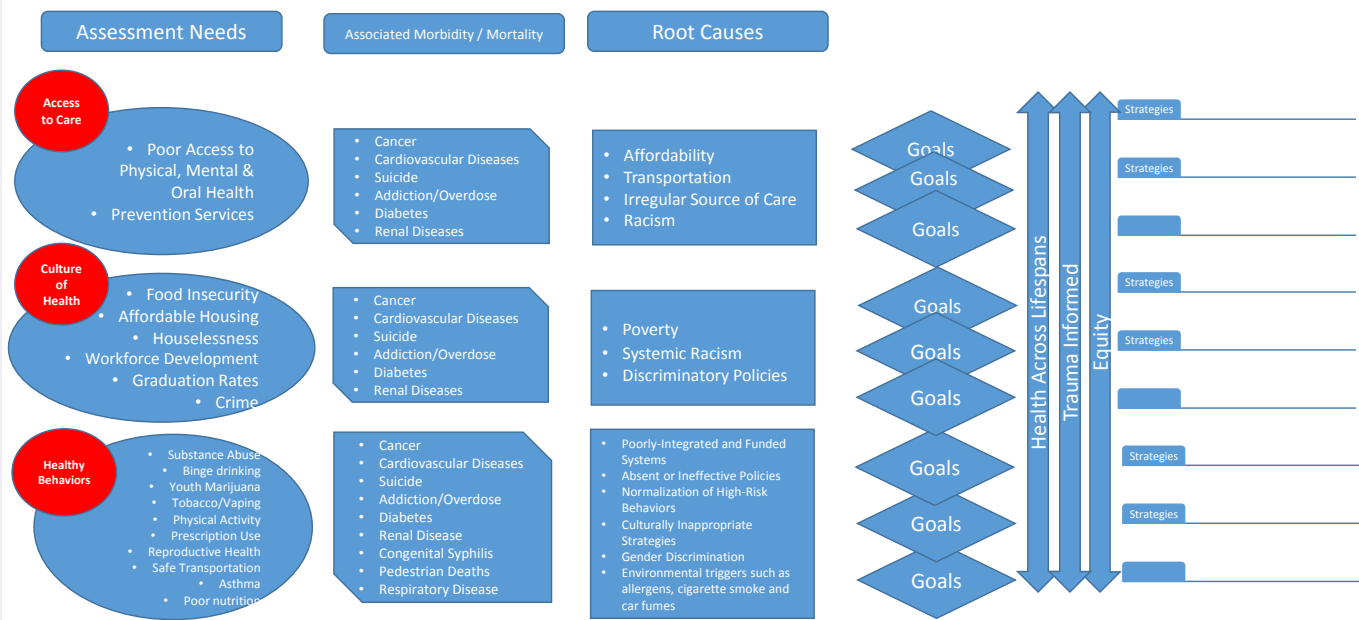 Assessment Needs
Associated Morbidity / Mortality
Root Causes
Access
to Care
• Poor Access to
Physical, Mental &
Oral Health
• Prevention Services
• Cancer
• Cardiovascular Diseases
• Suicide
• Addiction/Overdose
• Diabetes
• Renal Diseases
• Affordability
• Transportation
• Irregular Source of Care
• Racism
Culture
of
Health
• Food Insecurity
• Affordable Housing
• Houselessness
• Workforce Development
• Graduation Rates
• Crime
• Cancer
• Cardiovascular Diseases
• Suicide
• Addiction/Overdose
• Diabetes
• Renal Diseases
• Poverty
• Systemic Racism
• Discriminatory Policies
Healthy
Behaviors
• Substance Abuse
• Binge drinking
• Youth Marijuana
• Tobacco/Vaping
• Physical Activity
• Prescription Use
• Reproductive Health
• Safe Transportation
• Asthma
• Poor nutrition
• Cancer
• Cardiovascular Diseases
• Suicide
• Addiction/Overdose
• Diabetes
• Renal Disease
• Congenital Syphilis
• Pedestrian Deaths
• Respiratory Disease
• Poorly-Integrated and Funded
Systems
• Absent or Ineffective Policies
• Normalization of High-Risk
Behaviors
• Culturally Inappropriate
Strategies
• Gender Discrimination
• Environmental triggers such as
allergens, cigarette smoke and
car fumes
Goals
Goals
Goals
Goals
Goals
Goals
Goals
Goals
Goals
Health Across Lifespans
Trauma Informed
Equity
Strategies
Strategies
Strategies
Strategies
Strategies
Strategies